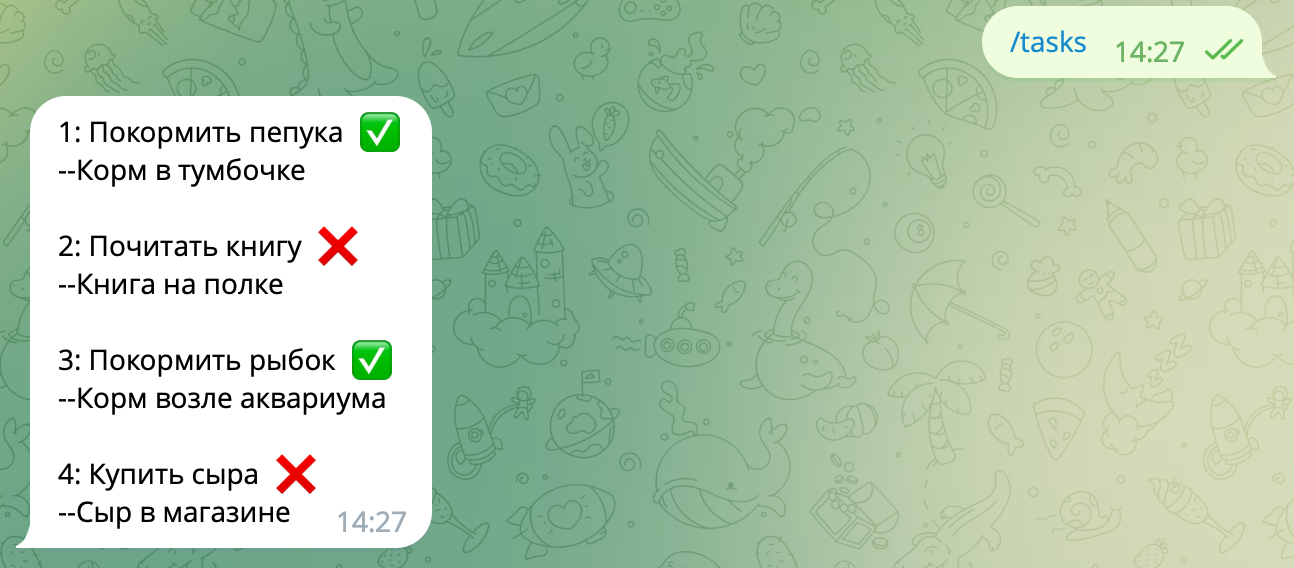 /tasks 14:27
1: Покормить пепука ✅
--Корм в тумбочке
2: Почитать книгу ❌
--Книга на полке
3: Покормить рыбок ✅
--Корм возле аквариума
4: Купить сыра ❌
--Сыр в магазине 14:27